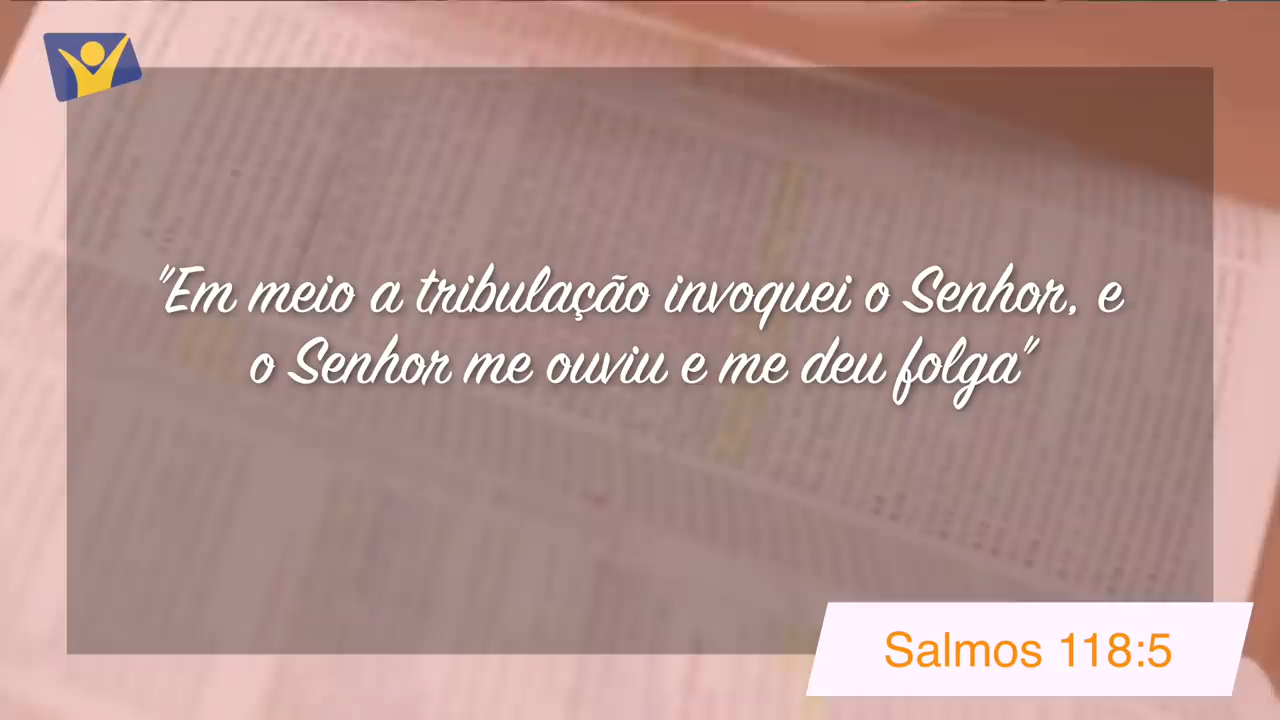 "Em meio a tribulação invoquei o Senhor, e
o Senhor me ouviu e me deu folga"
Salmos 118:5